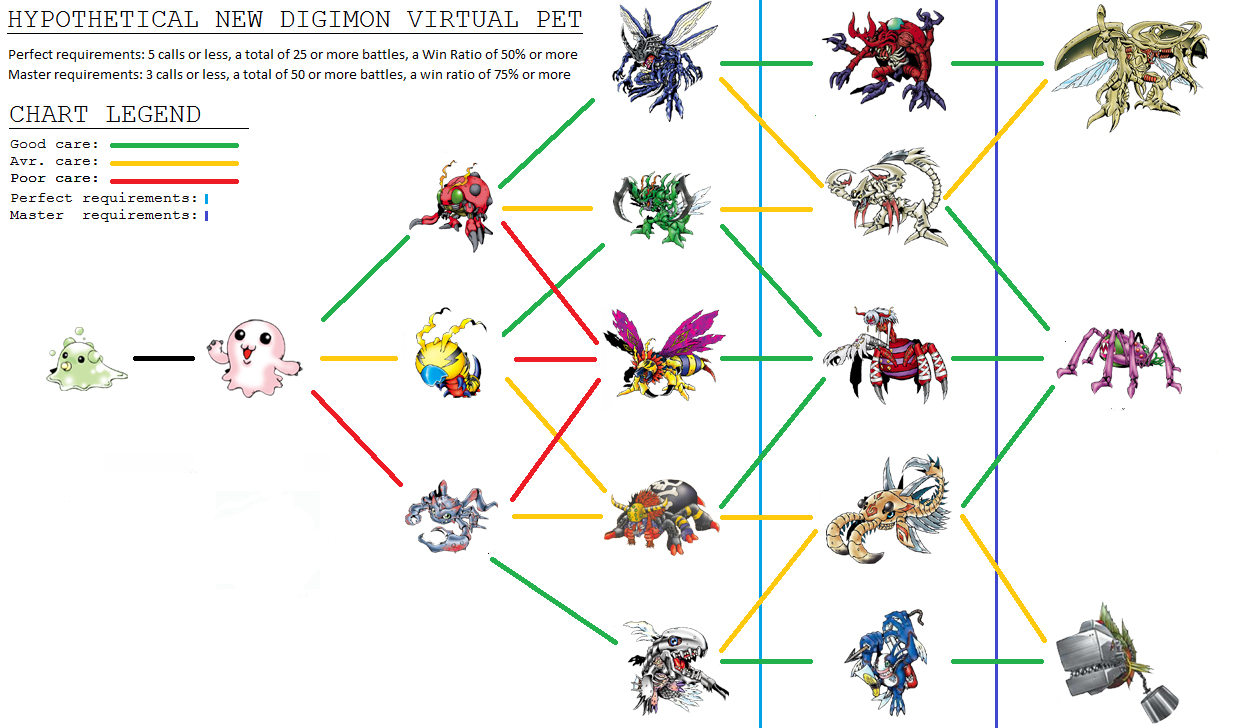 HYPOTHETICAL NEW DIGIMON VIRTUAL PET
Perfect requirements: 5 calls or less, a total of 25 or more battles, a Win Ratio of 50% or more
Master requirements: 3 calls or less, a total of 50 or more battles, a win ratio of 75% or more
CHART LEGEND
Good care:
Avr. care:
Poor care:
Perfect requirements:
Master requirements: